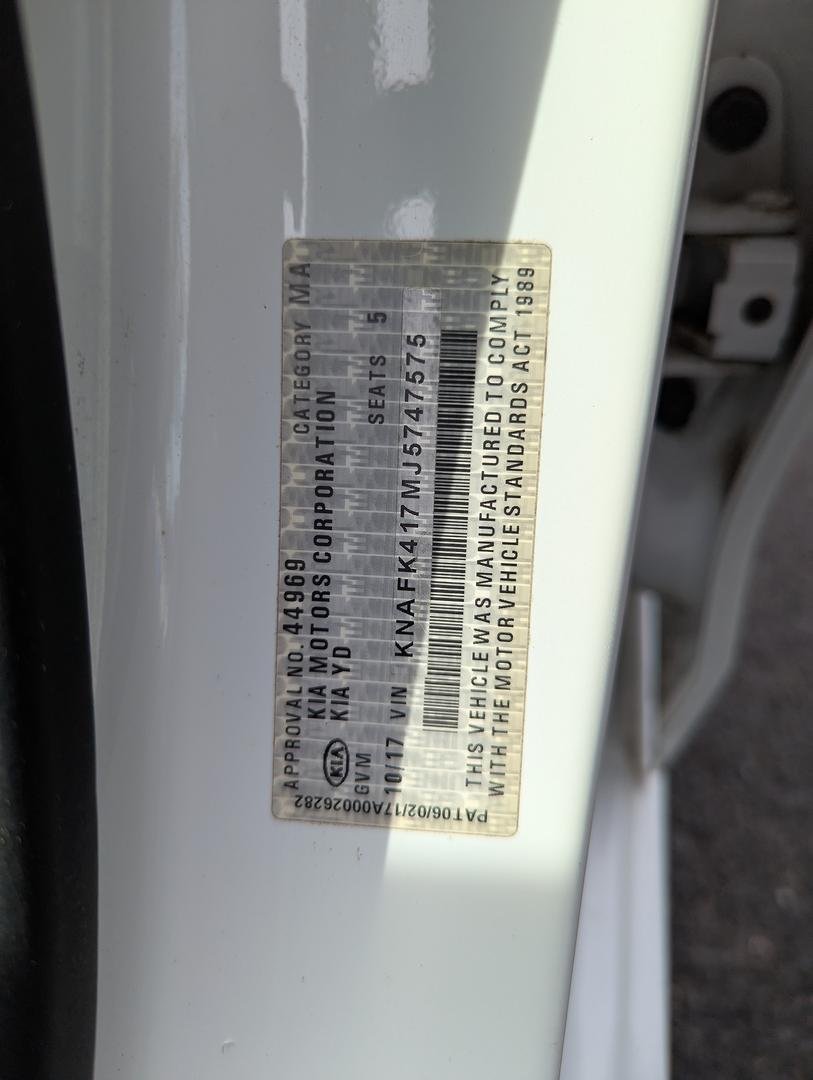 APPROVAL NO. 44969 CATEGORY MA
KIA MOTORS CORPORATION
KIA KIA YD
GVM SEATS 5
10/17 VIN KNAFK417MJ5747575
THIS VEHICLE WAS MANUFACTURED TO COMPLY
WITH THE MOTOR VEHICLE STANDARDS ACT 1989
PAT06/02/17A00026282